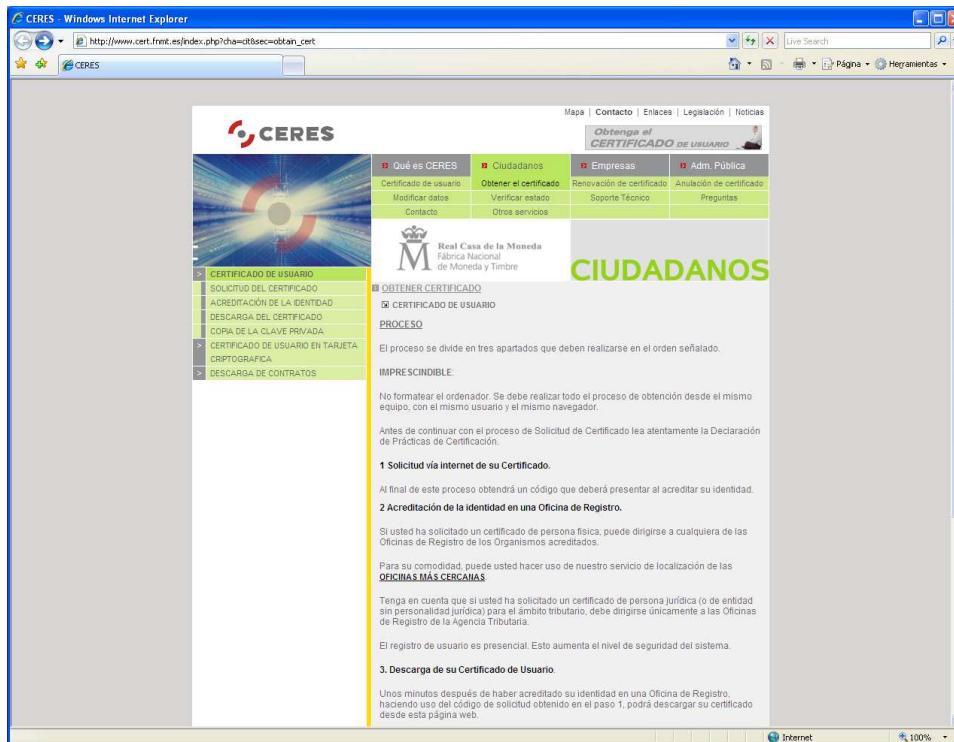 CERES - Windows Internet Explorer
http://www.cert.fnmt.es/index.php?cha=cit&sec=obtain_cert
Live Search
CERES
Página
Herramientas
Mapa | Contacto | Enlaces | Legislación | Noticias
CERES
Obtenga el
CERTIFICADO DE USUARIO
Qué es CERES
Ciudadanos
Empresas
Adm. Pública
Certificado de usuario
Obtener el certificado
Renovación de certificado
Anulación de certificado
Modificar datos
Verificar estado
Soporte Técnico
Preguntas
Contacto
Otros servicios
Real Casa de la Moneda
Fábrica Nacional
de Moneda y Timbre
CIUDADANOS
> CERTIFICADO DE USUARIO
SOLICITUD DEL CERTIFICADO
ACREDITACIÓN DE LA IDENTIDAD
DESCARGA DEL CERTIFICADO
COPIA DE LA CLAVE PRIVADA
> CERTIFICADO DE USUARIO EN TARJETA
CRIPTOGRAFICA
> DESCARGA DE CONTRATOS
OBTENER CERTIFICADO
CERTIFICADO DE USUARIO
PROCESO
El proceso se divide en tres apartados que deben realizarse en el orden señalado.
IMPRESCINDIBLE:
No formatear el ordenador. Se debe realizar todo el proceso de obtención desde el mismo
equipo, con el mismo usuario y el mismo navegador.
Antes de continuar con el proceso de Solicitud de Certificado lea atentamente la Declaración
de Prácticas de Certificación.
1 Solicitud vía internet de su Certificado.
Al final de este proceso obtendrá un código que deberá presentar al acreditar su identidad.
2 Acreditación de la identidad en una Oficina de Registro.
Si usted ha solicitado un certificado de persona física, puede dirigirse a cualquiera de las
Oficinas de Registro de los Organismos acreditados.
Para su comodidad, puede usted hacer uso de nuestro servicio de localización de las
OFICINAS MÁS CERCANAS.
Tenga en cuenta que si usted ha solicitado un certificado de persona jurídica (o de entidad
sin personalidad jurídica) para el ámbito tributario, debe dirigirse únicamente a las Oficinas
de Registro de la Agencia Tributaria.
El registro de usuario es presencial. Esto aumenta el nivel de seguridad del sistema.
3. Descarga de su Certificado de Usuario.
Unos minutos después de haber acreditado su identidad en una Oficina de Registro,
haciendo uso del código de solicitud obtenido en el paso 1, podrá descargar su certificado
desde esta página web.
Internet
100%